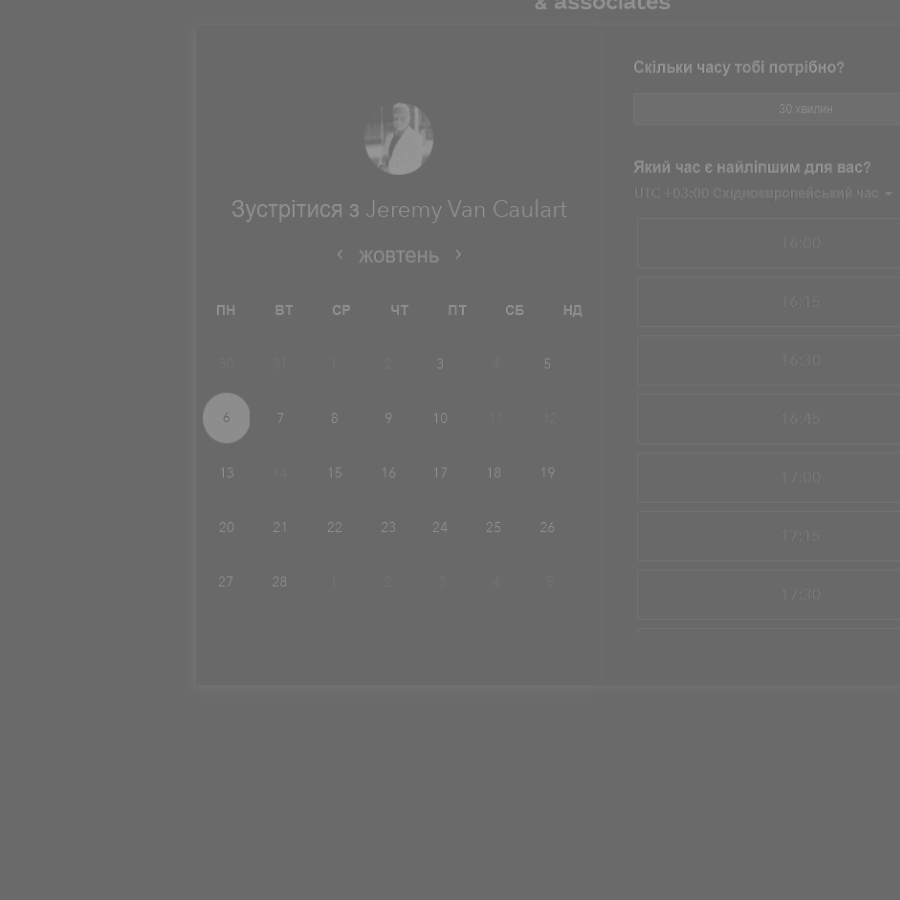 & associates
Зустрітися з Jeremy Van Caulart
‹ жовтень ›
ПН ВТ СР ЧТ ПТ СБ НД
30 31 1 2 3 4 5
6 7 8 9 10 11 12
13 14 15 16 17 18 19
20 21 22 23 24 25 26
27 28 1 2 3 4 5
Скільки часу тобі потрібно?
30 хвилин
Який час є найліпшим для вас?
UTC +03:00 Східноєвропейський час
16:00
16:15
16:30
16:45
17:00
17:15
17:30